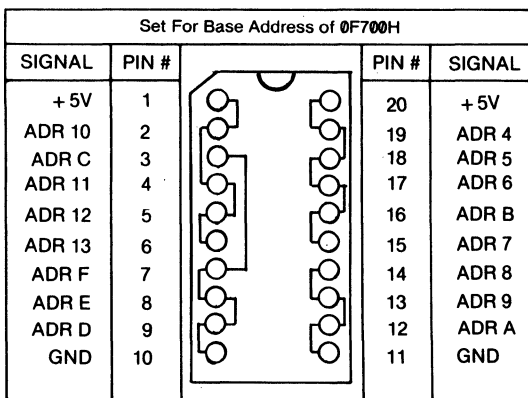 Set For Base Address of 0F700H
SIGNAL PIN # PIN # SIGNAL
+5V 1 20 +5V
ADR 10 2 19 ADR 4
ADR C 3 18 ADR 5
ADR 11 4 17 ADR 6
ADR 12 5 16 ADR B
ADR 13 6 15 ADR 7
ADR F 7 14 ADR 8
ADR E 8 13 ADR 9
ADR D 9 12 ADR A
GND 10 11 GND